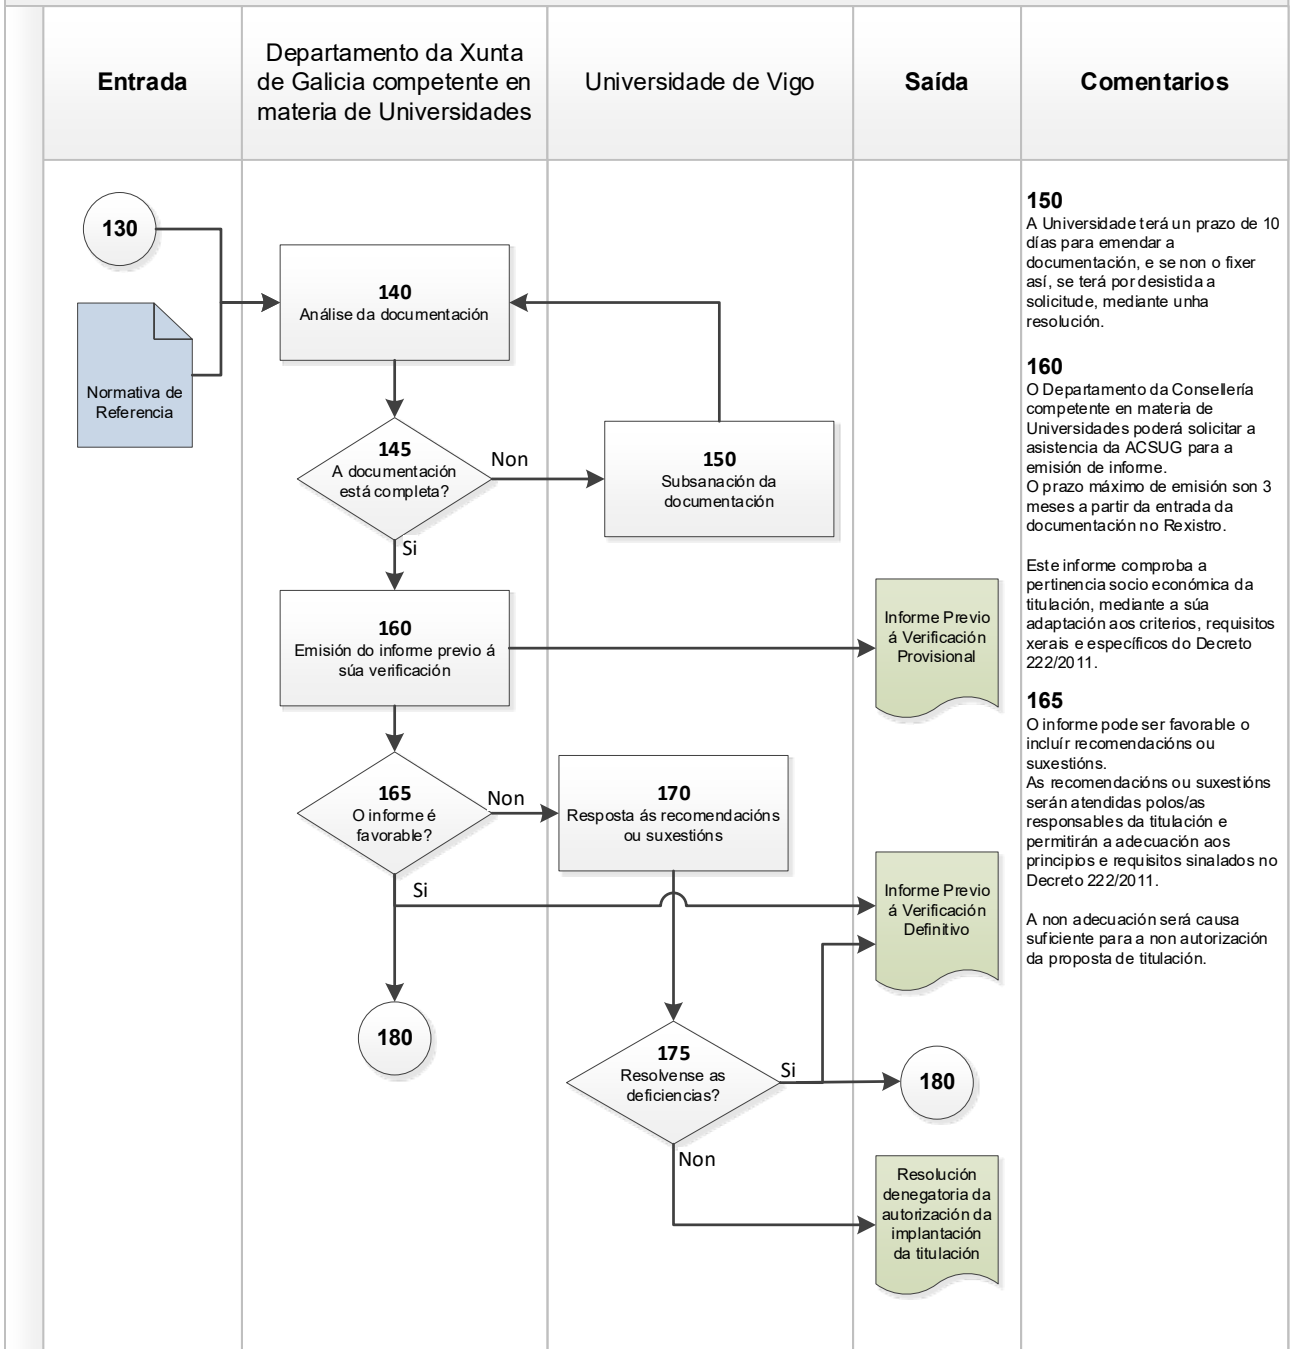 Entrada
Departamento da Xunta
de Galicia competente en
materia de Universidades
Universidade de Vigo
Saída
Comentarios
130
Normativa de
Referencia
140
Análise da documentación
145
A documentación
está completa?
Non
Si
150
Subsanación da
documentación
160
Emisión do informe previo á
súa verificación
Informe Previo
á Verificación
Provisional
165
O informe é
favorable?
Non
Si
170
Resposta ás recomendacións
ou suxestións
Informe Previo
á Verificación
Definitivo
180
175
Resolvense as
deficiencias?
Si
Non
180
Resolución
denegatoria da
autorización da
implantación
da titulación
150
A Universidade terá un prazo de 10
días para emendar a
documentación, e se non o fixer
así, se terá por desistida a
solicitude, mediante unha
resolución.
160
O Departamento da Consellería
competente en materia de
Universidades poderá solicitar a
asistencia da ACSUG para a
emisión de informe.
O prazo máximo de emisión son 3
meses a partir da entrada da
documentación no Rexistro.
Este informe comproba a
pertinencia socio económica da
titulación, mediante a súa
adaptación aos criterios, requisitos
xerais e específicos do Decreto
222/2011.
165
O informe pode ser favorable o
incluír recomendacións ou
suxestións.
As recomendacións ou suxestións
serán atendidas polos/as
responsables da titulación e
permitirán a adecuación aos
principios e requisitos sinalados no
Decreto 222/2011.
A non adecuación será causa
suficiente para a non autorización
da proposta de titulación.